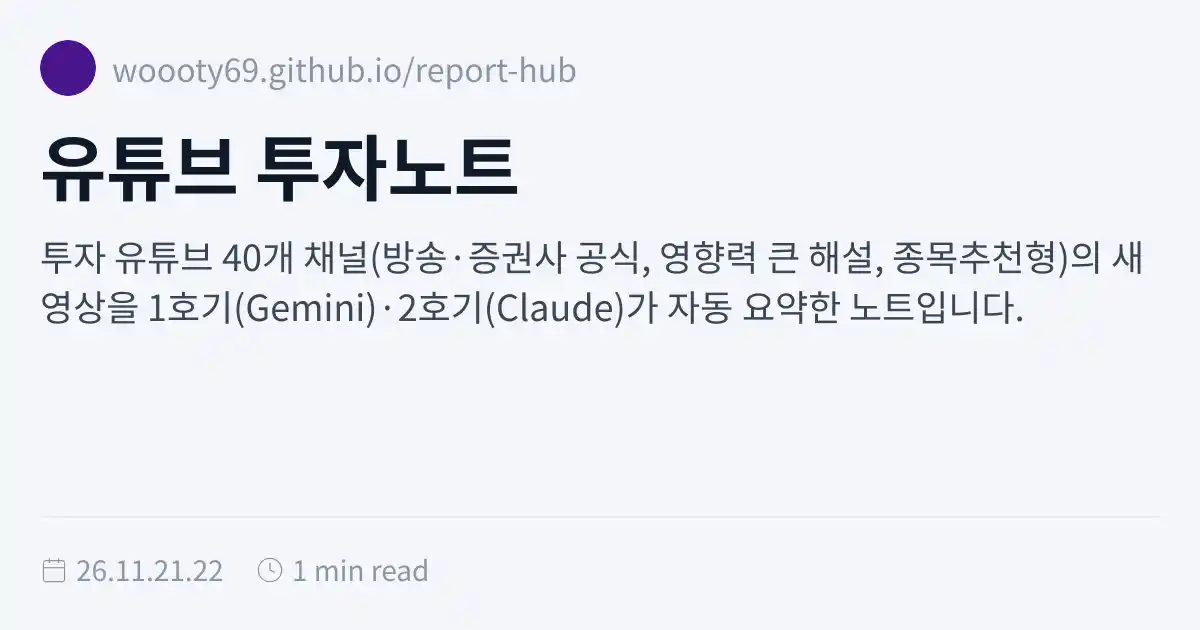 woooty69.github.io/report-hub
유튜브 투자노트
투자 유튜브 40개 채널(방송·증권사 공식, 영향력 큰 해설, 종목추천형)의 새
영상을 1호기(Gemini)·2호기(Claude)가 자동 요약한 노트입니다.
26.11.21.22 1 min read